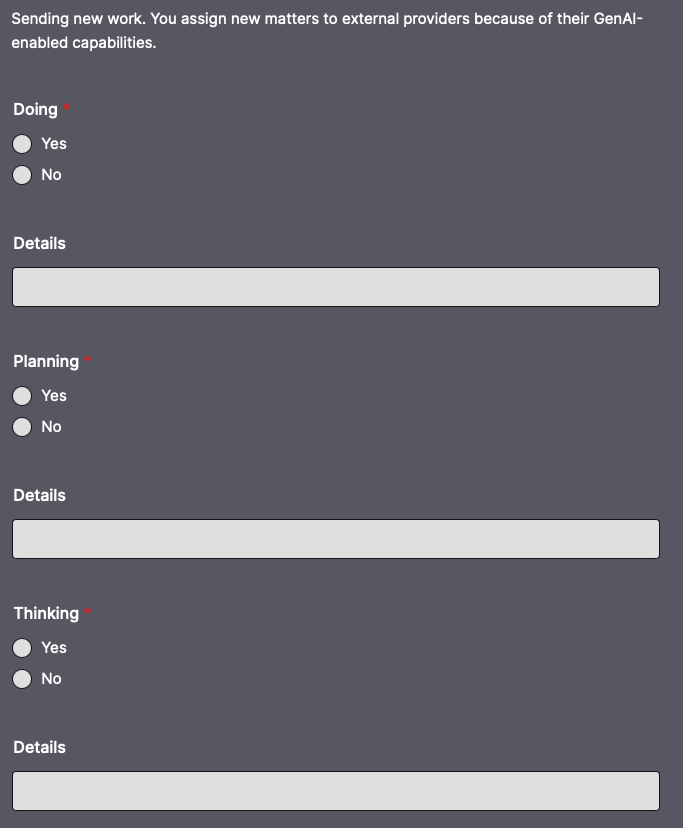 Sending new work. You assign new matters to external providers because of their GenAI-
enabled capabilities.
Doing *
Yes
No
Details
Planning *
Yes
No
Details
Thinking *
Yes
No
Details